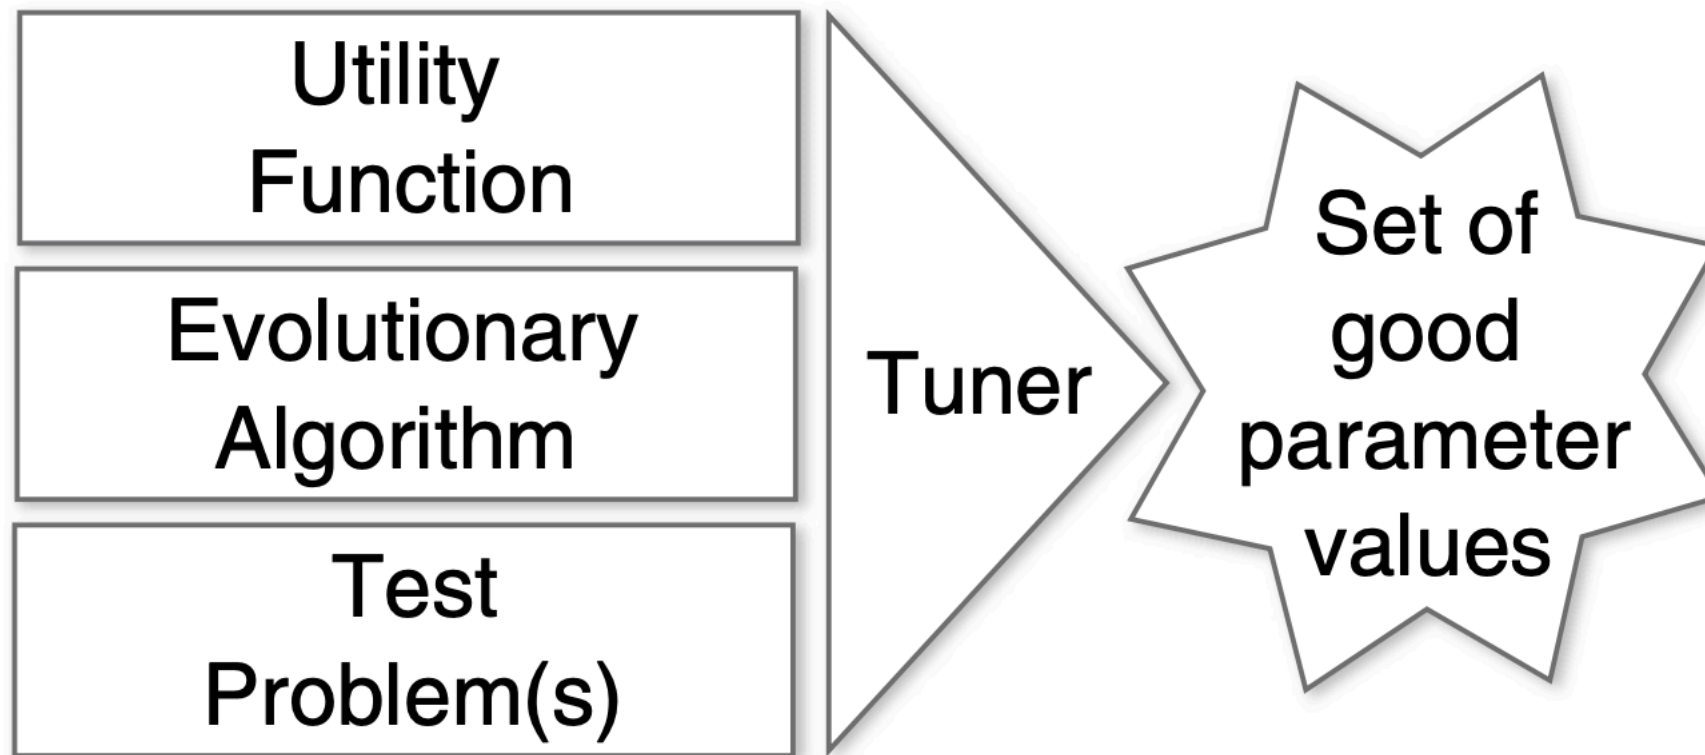 Utility
Function
Evolutionary
Algorithm
Test
Problem(s)
Tuner
Set of
good
parameter
values